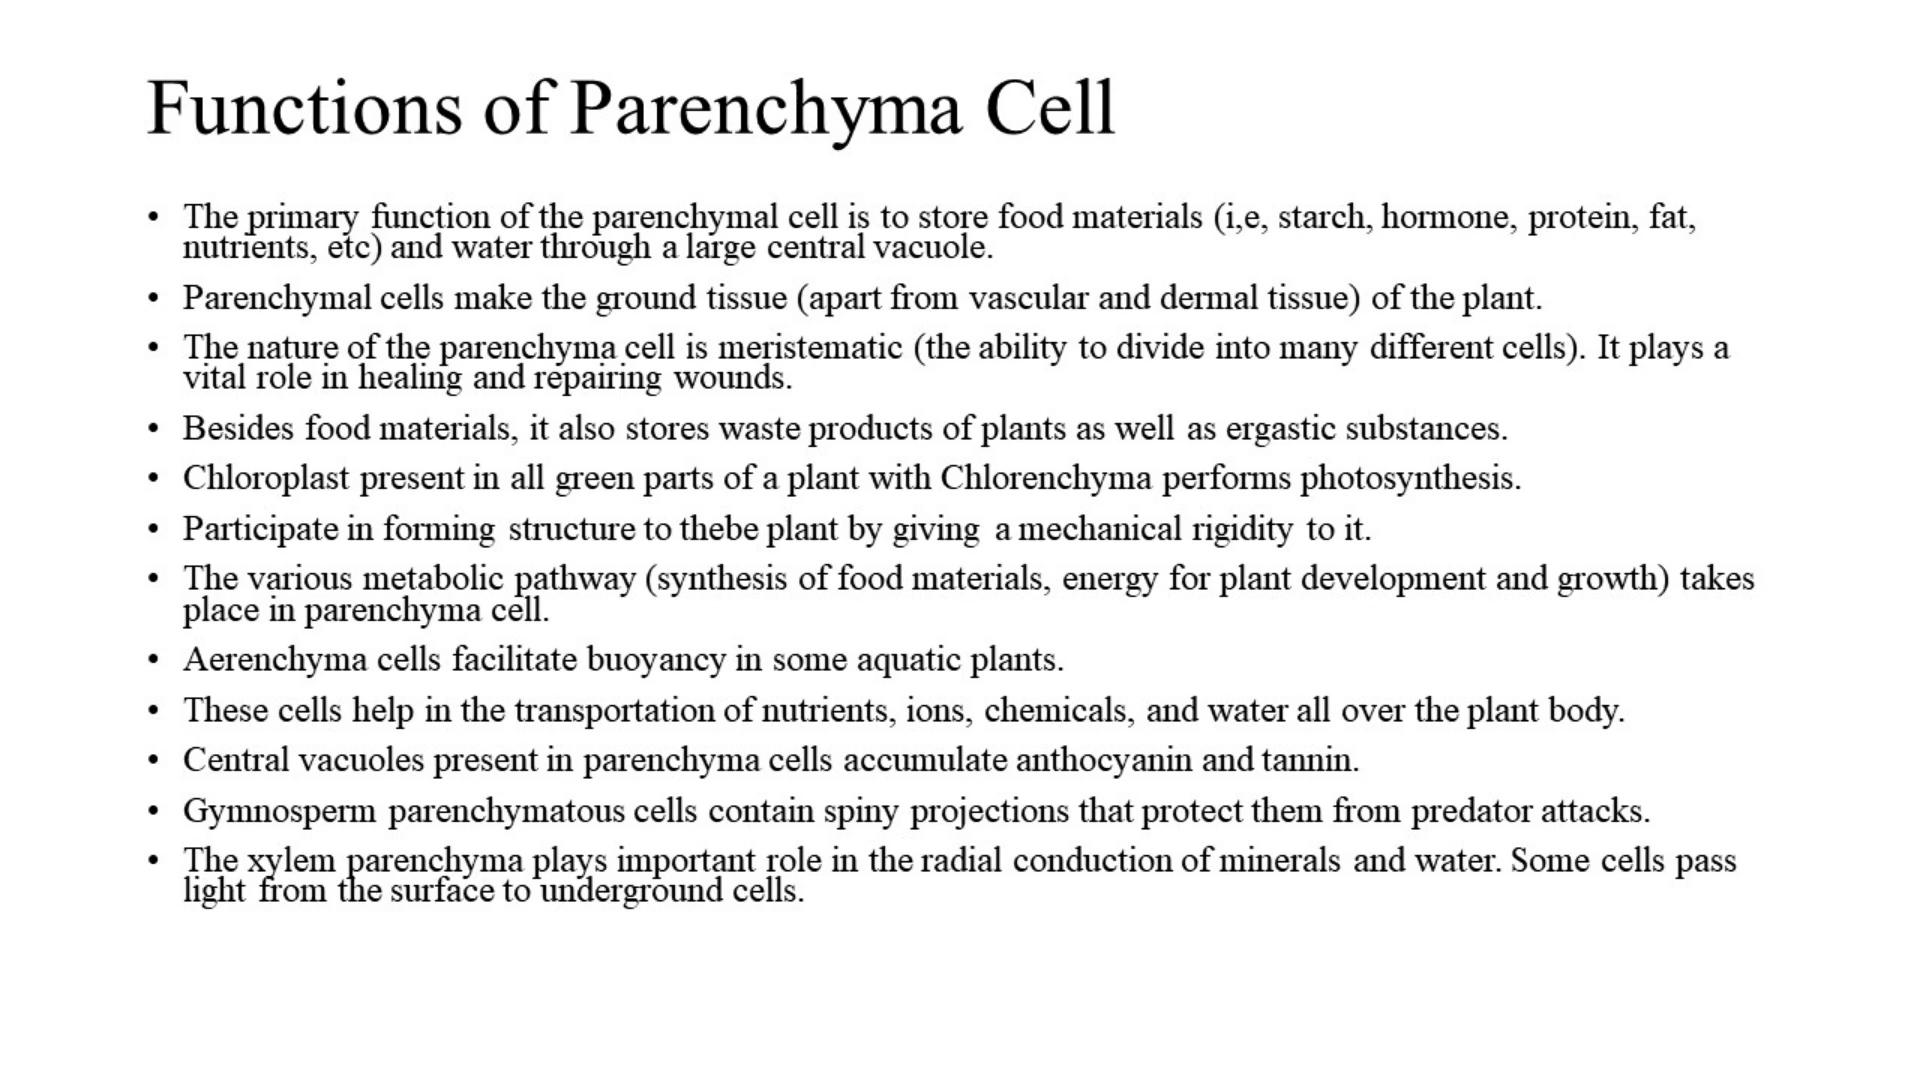 Functions of Parenchyma Cell
• The primary function of the parenchymal cell is to store food materials (i,e, starch, hormone, protein, fat,
nutrients, etc) and water through a large central vacuole.
• Parenchymal cells make the ground tissue (apart from vascular and dermal tissue) of the plant.
• The nature of the parenchyma cell is meristematic (the ability to divide into many different cells). It plays a
vital role in healing and repairing wounds.
• Besides food materials, it also stores waste products of plants as well as ergastic substances.
• Chloroplast present in all green parts of a plant with Chlorenchyma performs photosynthesis.
• Participate in forming structure to thebe plant by giving a mechanical rigidity to it.
• The various metabolic pathway (synthesis of food materials, energy for plant development and growth) takes
place in parenchyma cell.
• Aerenchyma cells facilitate buoyancy in some aquatic plants.
• These cells help in the transportation of nutrients, ions, chemicals, and water all over the plant body.
• Central vacuoles present in parenchyma cells accumulate anthocyanin and tannin.
• Gymnosperm parenchymatous cells contain spiny projections that protect them from predator attacks.
• The xylem parenchyma plays important role in the radial conduction of minerals and water. Some cells pass
light from the surface to underground cells.